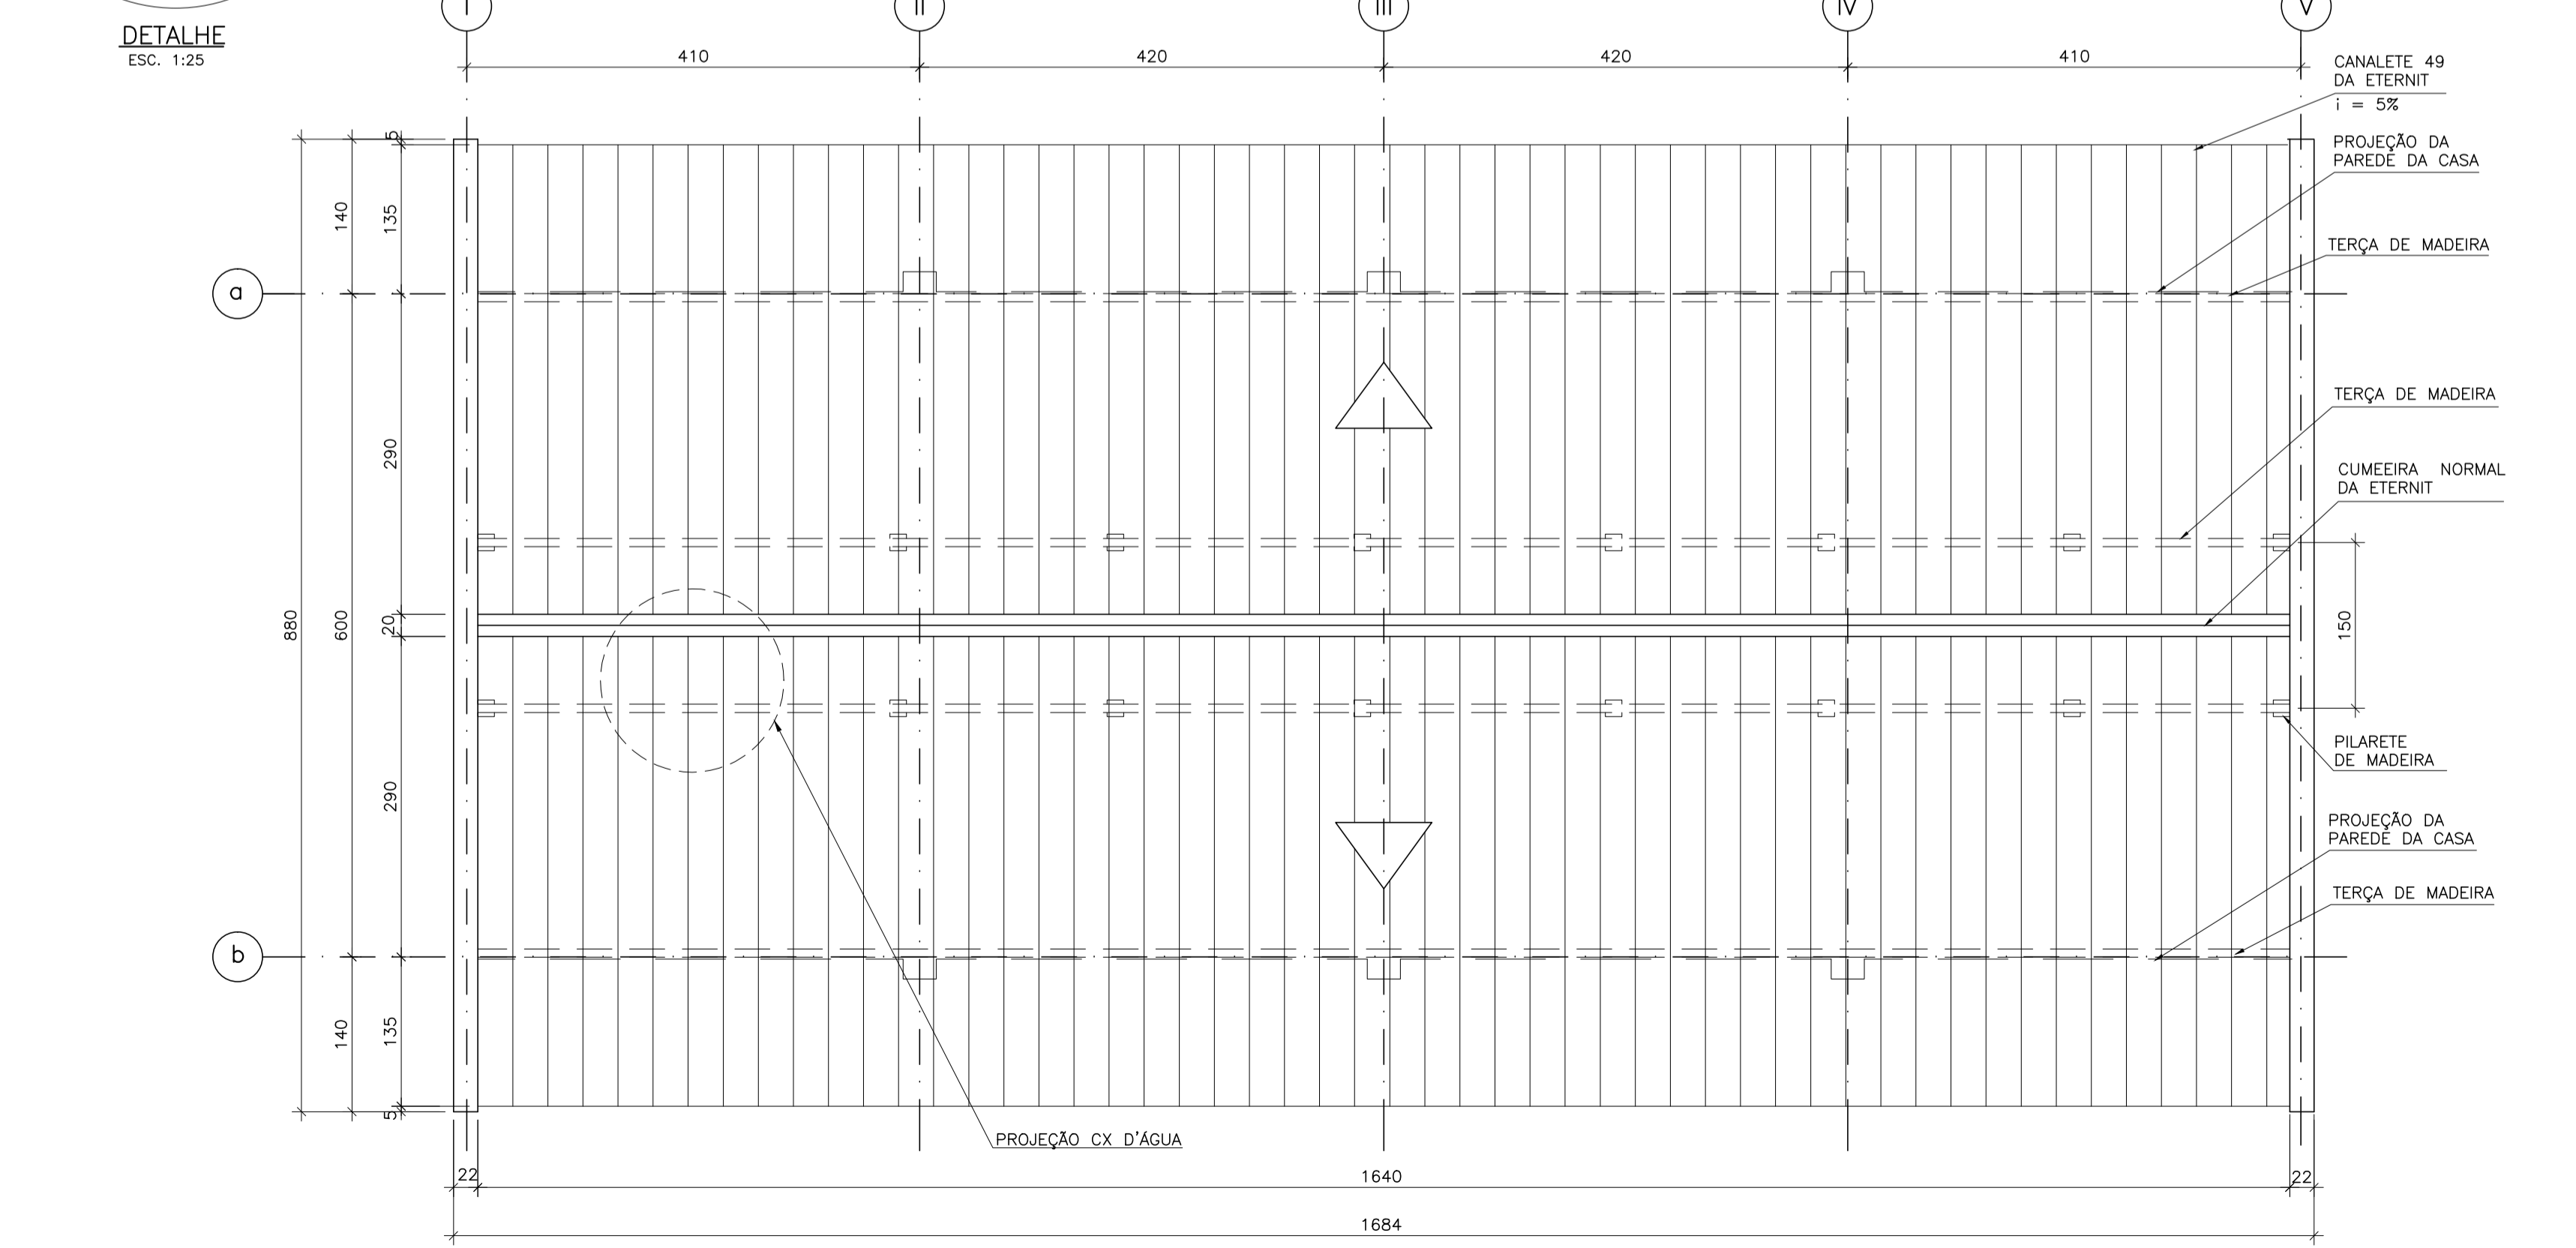 I
II
III
IV
V
DETALHE
ESC. 1:25
410
420
420
410
CANALETE 49
DA ETERNIT
i = 5%
PROJEÇÃO DA
PAREDE DA CASA
TERÇA DE MADEIRA
TERÇA DE MADEIRA
CUMEEIRA NORMAL
DA ETERNIT
150
PILARETE
DE MADEIRA
PROJEÇÃO DA
PAREDE DA CASA
TERÇA DE MADEIRA
5
140
135
a
290
880
600
20
290
b
140
135
5
PROJEÇÃO CX D'ÁGUA
22
1640
22
1684